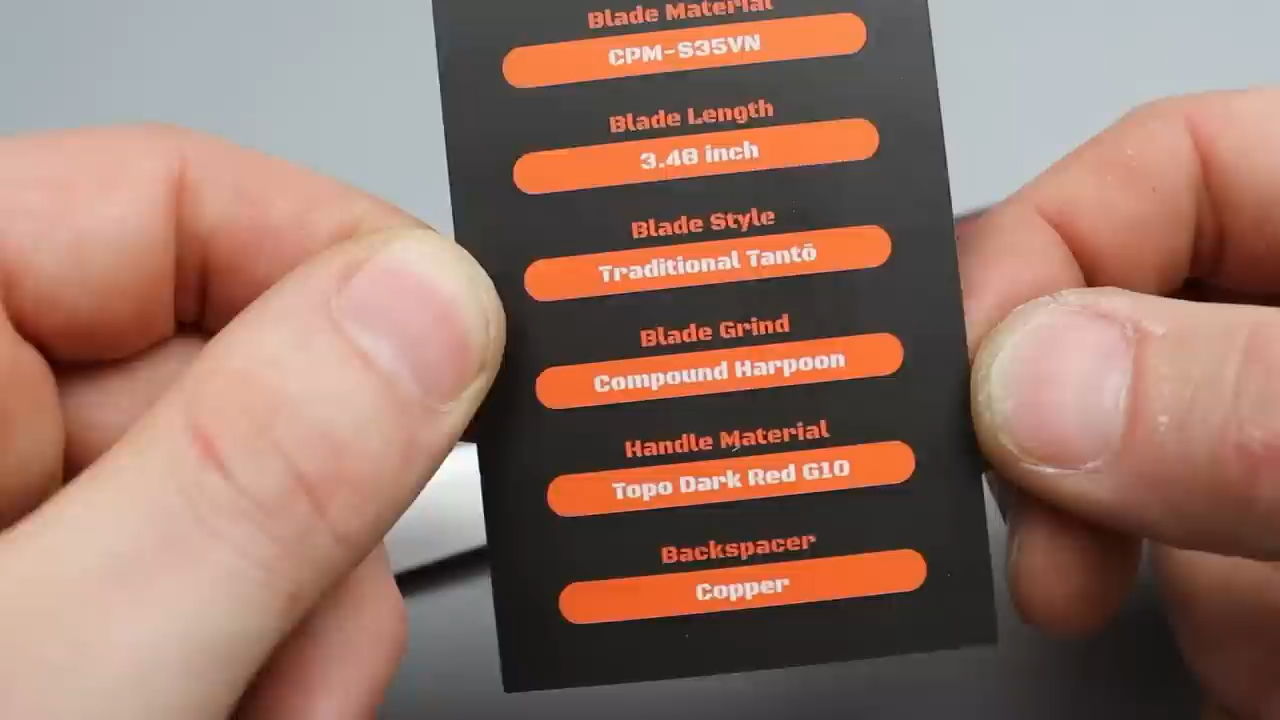 Blade Material
CPM-S35VN
Blade Length
3.48 inch
Blade Style
Traditional Tantō
Blade Grind
Compound Harpoon
Handle Material
Topo Dark Red G10
Backspacer
Copper